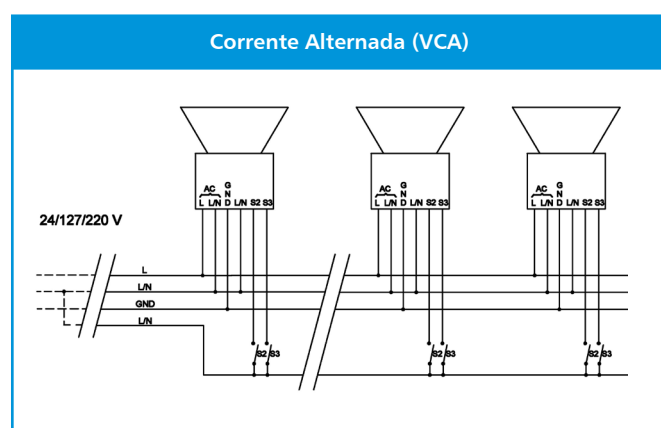 Corrente Alternada (VCA)
AC G N D
L L/N L/N S2 S3
AC G N D
L L/N L/N S2 S3
AC G N D
L L/N L/N S2 S3
24/127/220 V
L
L/N
GND
L/N
S2 S3
S2 S3
S2 S3